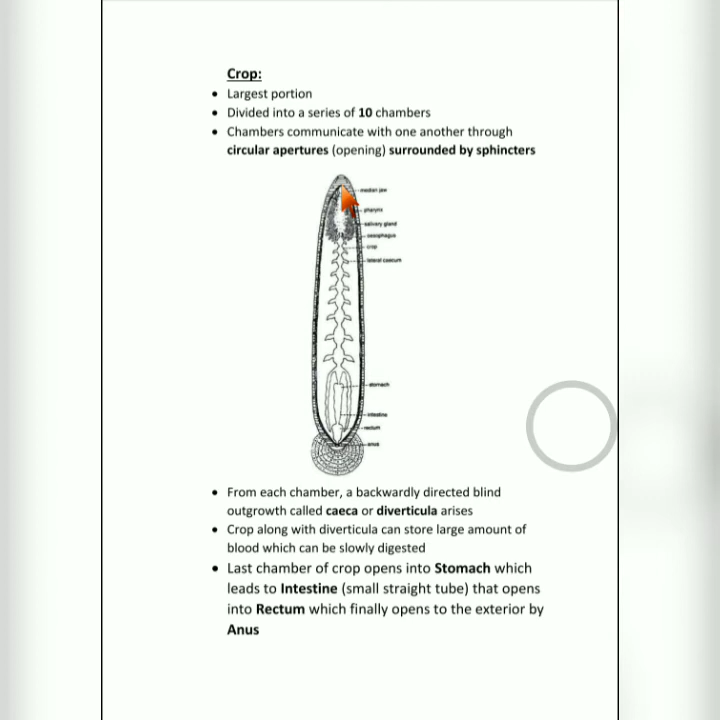 Crop:
• Largest portion
• Divided into a series of 10 chambers
• Chambers communicate with one another through
circular apertures (opening) surrounded by sphincters
median jaw
pharynx
salivary gland
oesophagus
crop
lateral caecum
stomach
intestine
rectum
anus
• From each chamber, a backwardly directed blind
outgrowth called caeca or diverticula arises
• Crop along with diverticula can store large amount of
blood which can be slowly digested
• Last chamber of crop opens into Stomach which
leads to Intestine (small straight tube) that opens
into Rectum which finally opens to the exterior by
Anus